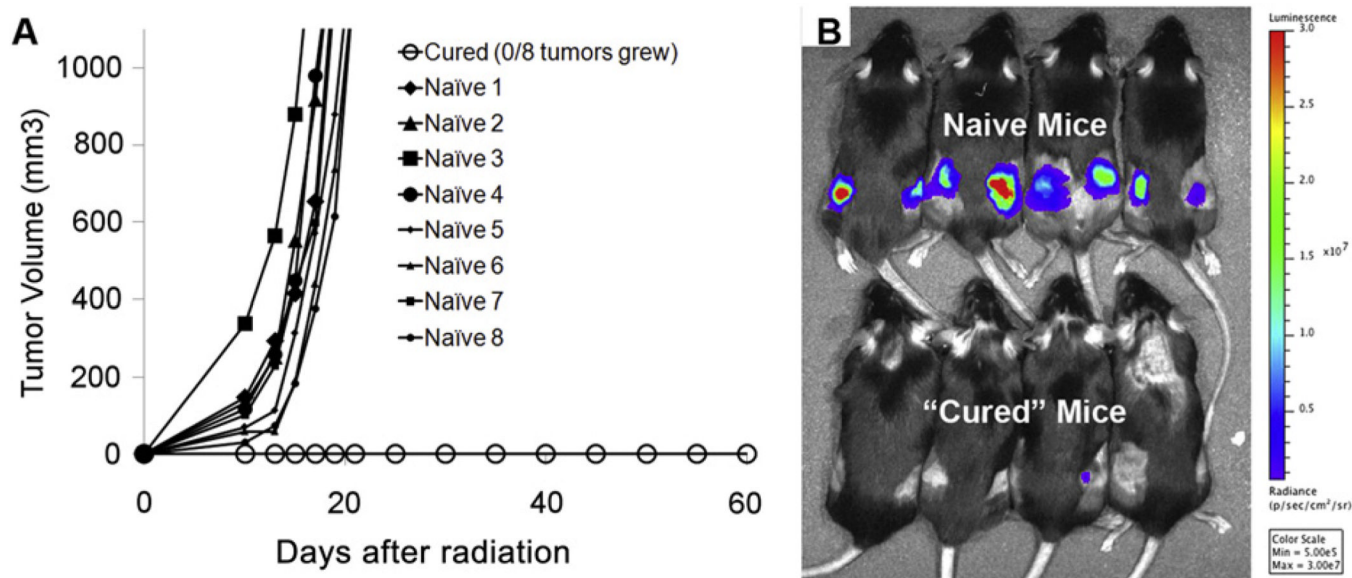 A
Tumor Volume (mm3)
1000
800
600
400
200
0
0
20
40
60
Days after radiation
Cured (0/8 tumors grew)
Naïve 1
Naïve 2
Naïve 3
Naïve 4
Naïve 5
Naïve 6
Naïve 7
Naïve 8
B
Naive Mice
“Cured” Mice
Luminescence
3.0
2.5
2.0
x10⁷
1.5
1.0
0.5
Radiance
(p/sec/cm²/sr)
Color Scale
Min = 5.00e5
Max = 3.00e7